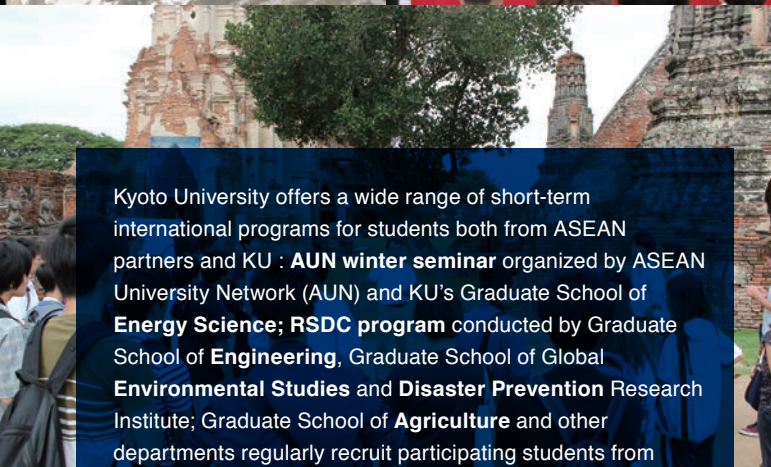 Kyoto University offers a wide range of short-term
international programs for students both from ASEAN
partners and KU : AUN winter seminar organized by ASEAN
University Network (AUN) and KU's Graduate School of
Energy Science; RSDC program conducted by Graduate
School of Engineering, Graduate School of Global
Environmental Studies and Disaster Prevention Research
Institute; Graduate School of Agriculture and other
departments regularly recruit participating students from